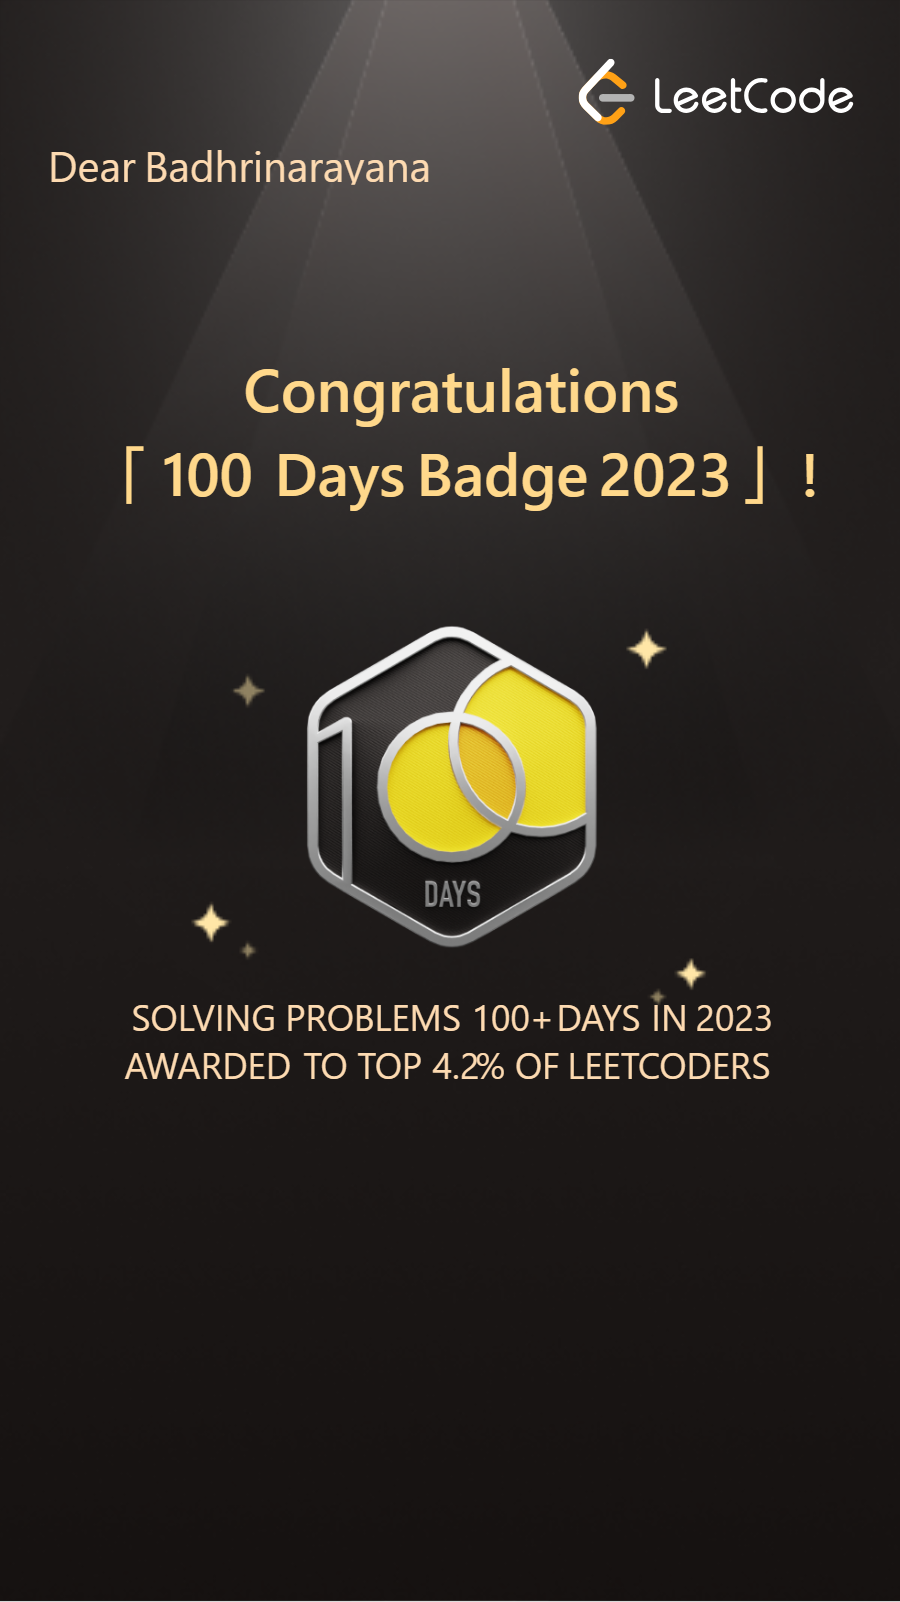 LeetCode
Dear Badhrinarayana
Congratulations
「 100 Days Badge 2023 」 !
100
DAYS
SOLVING PROBLEMS 100+ DAYS IN 2023
AWARDED TO TOP 4.2% OF LEETCODERS